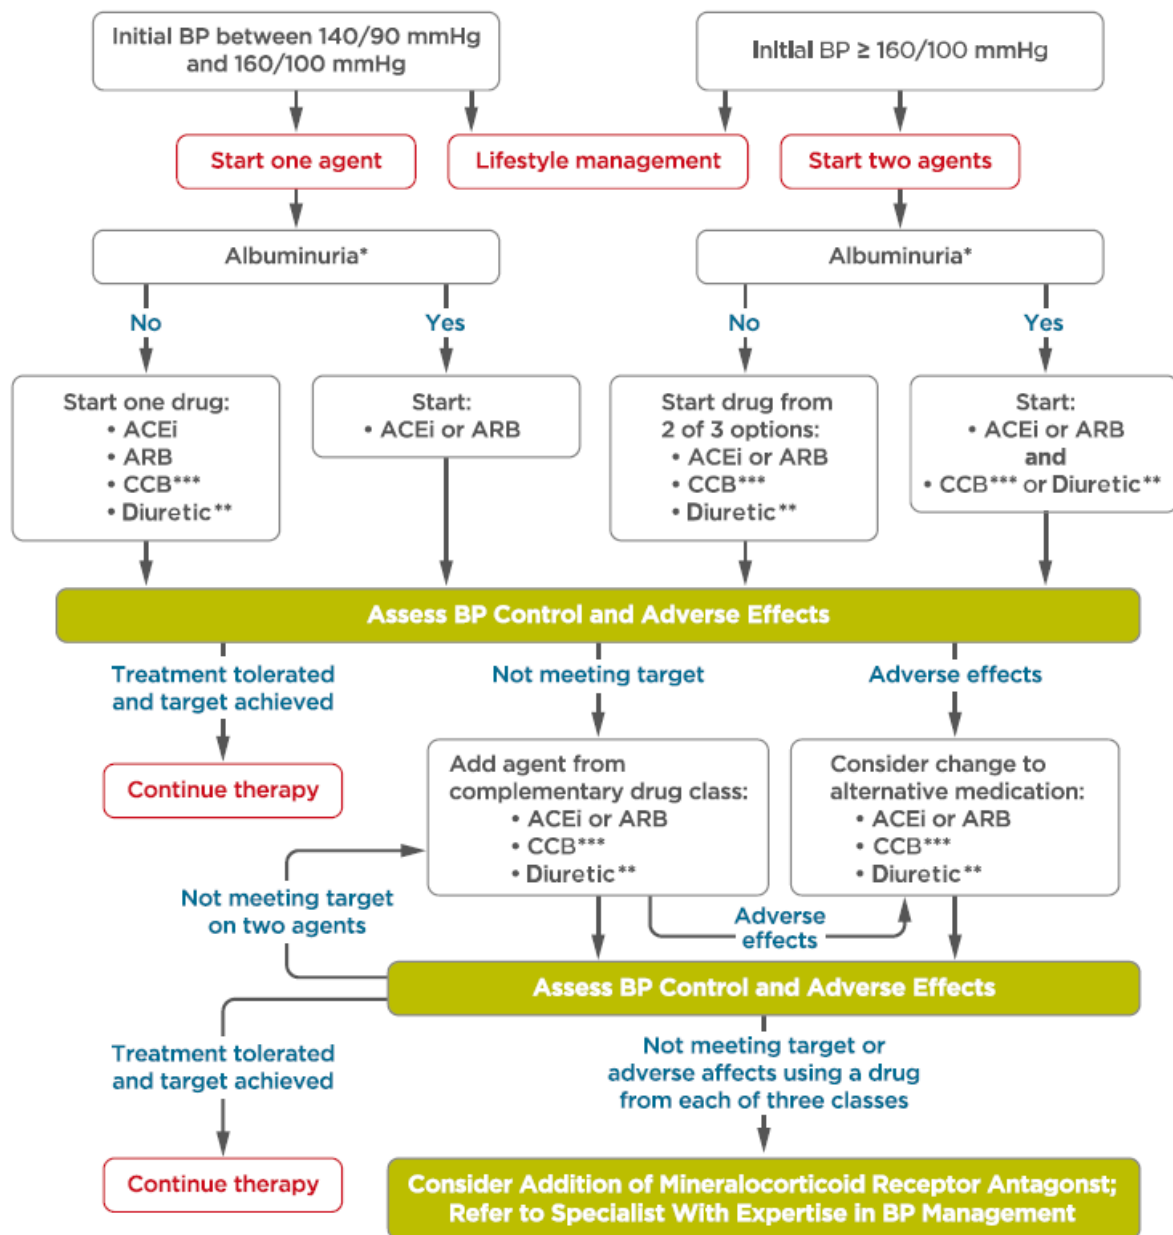 Initial BP between 140/90 mmHg
and 160/100 mmHg
Initial BP ≥ 160/100 mmHg
Start one agent
Lifestyle management
Start two agents
Albuminuria*
Albuminuria*
No
Yes
No
Yes
Start one drug:
• ACEi
• ARB
• CCB***
• Diuretic**
Start:
• ACEi or ARB
Start drug from
2 of 3 options:
• ACEi or ARB
• CCB***
• Diuretic**
Start:
• ACEi or ARB
and
• CCB*** or Diuretic**
Assess BP Control and Adverse Effects
Treatment tolerated
and target achieved
Not meeting target
Adverse effects
Continue therapy
Add agent from
complementary drug class:
• ACEi or ARB
• CCB***
• Diuretic**
Consider change to
alternative medication:
• ACEi or ARB
• CCB***
• Diuretic**
Not meeting target
on two agents
Adverse
effects
Assess BP Control and Adverse Effects
Treatment tolerated
and target achieved
Not meeting target or
adverse affects using a drug
from each of three classes
Continue therapy
Consider Addition of Mineralocorticoid Receptor Antagonst;
Refer to Specialist With Expertise in BP Management